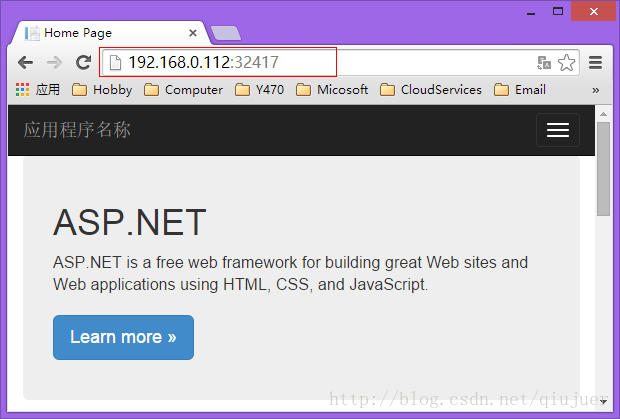 Home Page
192.168.0.112:32417
应用 Hobby Computer Y470 Micosoft CloudServices Email »
应用程序名称
ASP.NET
ASP.NET is a free web framework for building great Web sites and
Web applications using HTML, CSS, and JavaScript.
Learn more »
http://blog.csdn.net/qiujuer